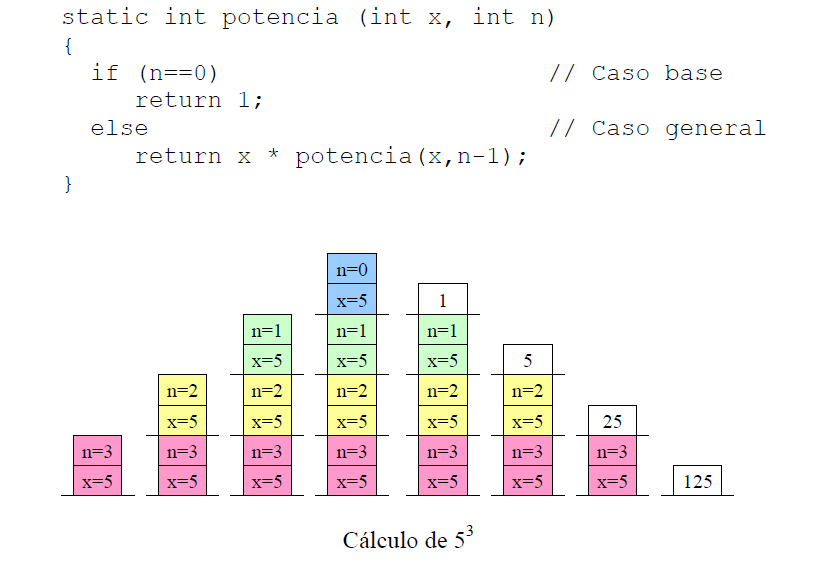 static int potencia (int x, int n)
{
if (n==0) // Caso base
return 1;
else // Caso general
return x * potencia(x,n-1);
}
n=0
x=5 1
n=1 n=1 n=1
x=5 x=5 x=5 5
n=2 n=2 n=2 n=2 n=2
x=5 x=5 x=5 x=5 x=5 25
n=3 n=3 n=3 n=3 n=3 n=3 n=3
x=5 x=5 x=5 x=5 x=5 x=5 x=5 125
Cálculo de 5³